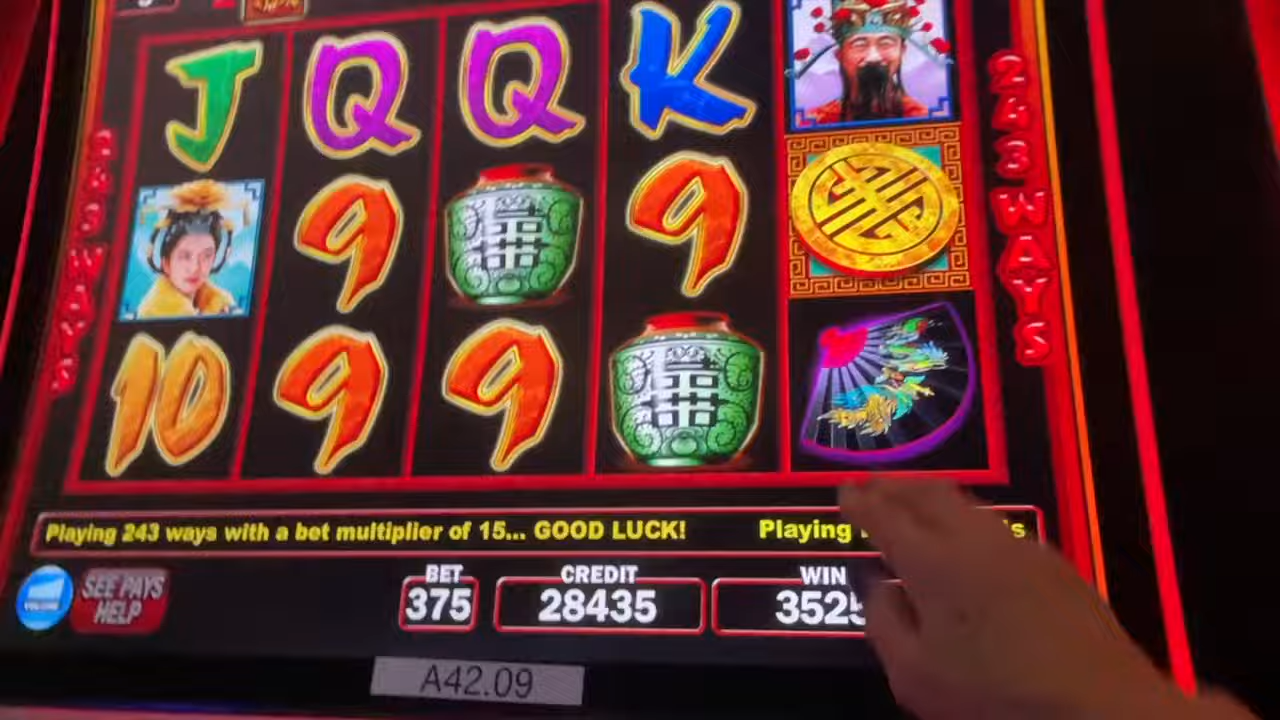 J Q Q K
9 9
10 9 9
243 WAYS
243 WAYS
Playing 243 ways with a bet multiplier of 15... GOOD LUCK! Playing
SEE PAYS
HELP
BET CREDIT WIN
375 28435 3525
A42.09